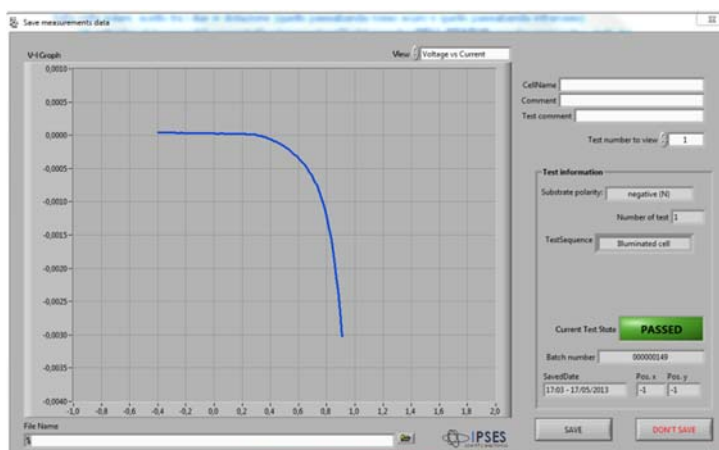 Save measurements data
V-I Graph
View Voltage vs Current
0,0010
0,0005
0,0000
-0,0005
-0,0010
-0,0015
-0,0020
-0,0025
-0,0030
-0,0035
-0,0040
-1,0 -0,8 -0,6 -0,4 -0,2 0,0 0,2 0,4 0,6 0,8 1,0 1,2 1,4 1,6 1,8 2,0
File Name
IPSES
CellName
Comment
Test comment
Test number to view 1
Test information
Substrate polarity: negative (N)
Number of test 1
TestSequence Illuminated cell
Current Test State PASSED
Batch number 000000149
SavedDate Pos. x Pos. y
17:03 - 17/05/2013 -1 -1
SAVE DON'T SAVE